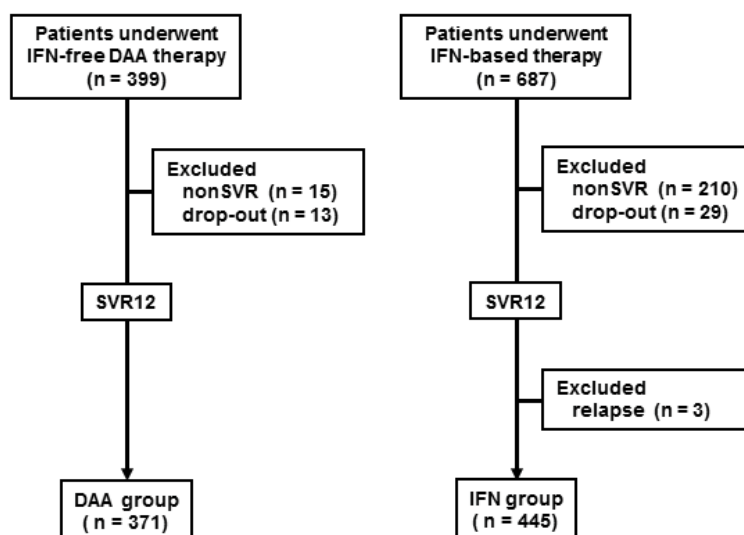 Patients underwent
IFN-free DAA therapy
(n = 399)
Excluded
nonSVR (n = 15)
drop-out (n = 13)
SVR12
DAA group
( n = 371)
Patients underwent
IFN-based therapy
(n = 687)
Excluded
nonSVR (n = 210)
drop-out (n = 29)
SVR12
Excluded
relapse (n = 3)
IFN group
(n = 445)